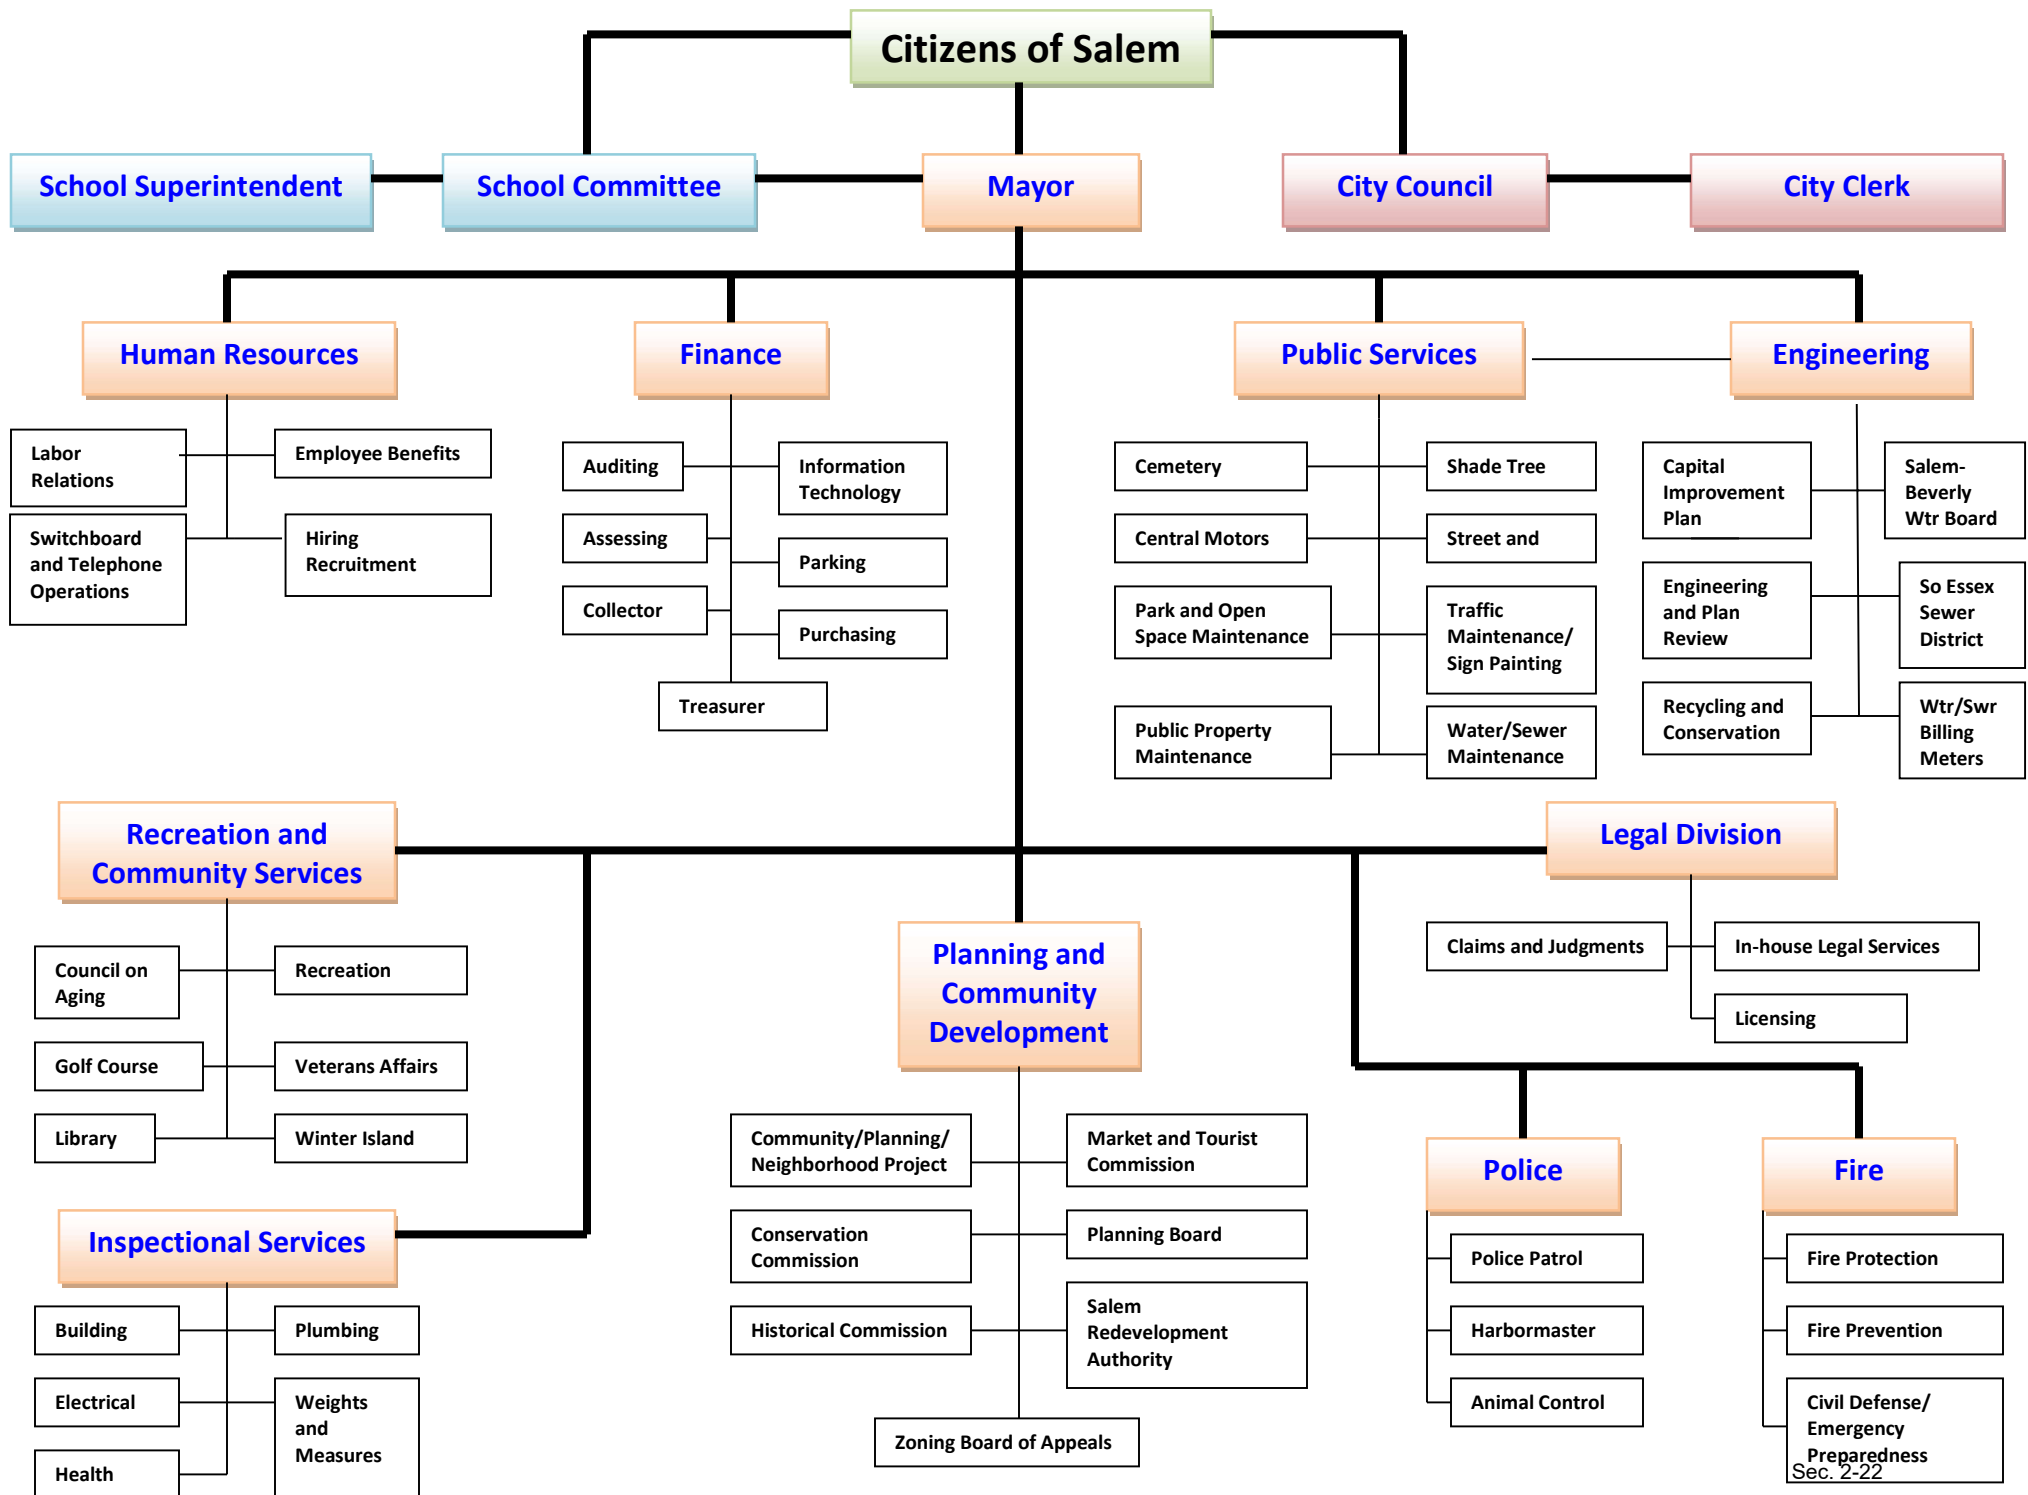 Citizens of Salem
School Superintendent
School Committee
Mayor
City Council
City Clerk
Human Resources
Finance
Public Services
Engineering
Labor
Relations
Employee Benefits
Switchboard
and Telephone
Operations
Hiring
Recruitment
Auditing
Information
Technology
Assessing
Parking
Collector
Purchasing
Treasurer
Cemetery
Shade Tree
Central Motors
Street and
Park and Open
Space Maintenance
Traffic
Maintenance/
Sign Painting
Public Property
Maintenance
Water/Sewer
Maintenance
Capital
Improvement
Plan
Salem-
Beverly
Wtr Board
Engineering
and Plan
Review
So Essex
Sewer
District
Recycling and
Conservation
Wtr/Swr
Billing
Meters
Recreation and
Community Services
Legal Division
Council on
Aging
Recreation
Golf Course
Veterans Affairs
Library
Winter Island
Planning and
Community
Development
Claims and Judgments
In-house Legal Services
Licensing
Inspectional Services
Building
Plumbing
Electrical
Weights
and
Measures
Health
Community/Planning/
Neighborhood Project
Market and Tourist
Commission
Conservation
Commission
Planning Board
Historical Commission
Salem
Redevelopment
Authority
Zoning Board of Appeals
Police
Fire
Police Patrol
Harbormaster
Animal Control
Fire Protection
Fire Prevention
Civil Defense/
Emergency
Preparedness
Sec. 2-22